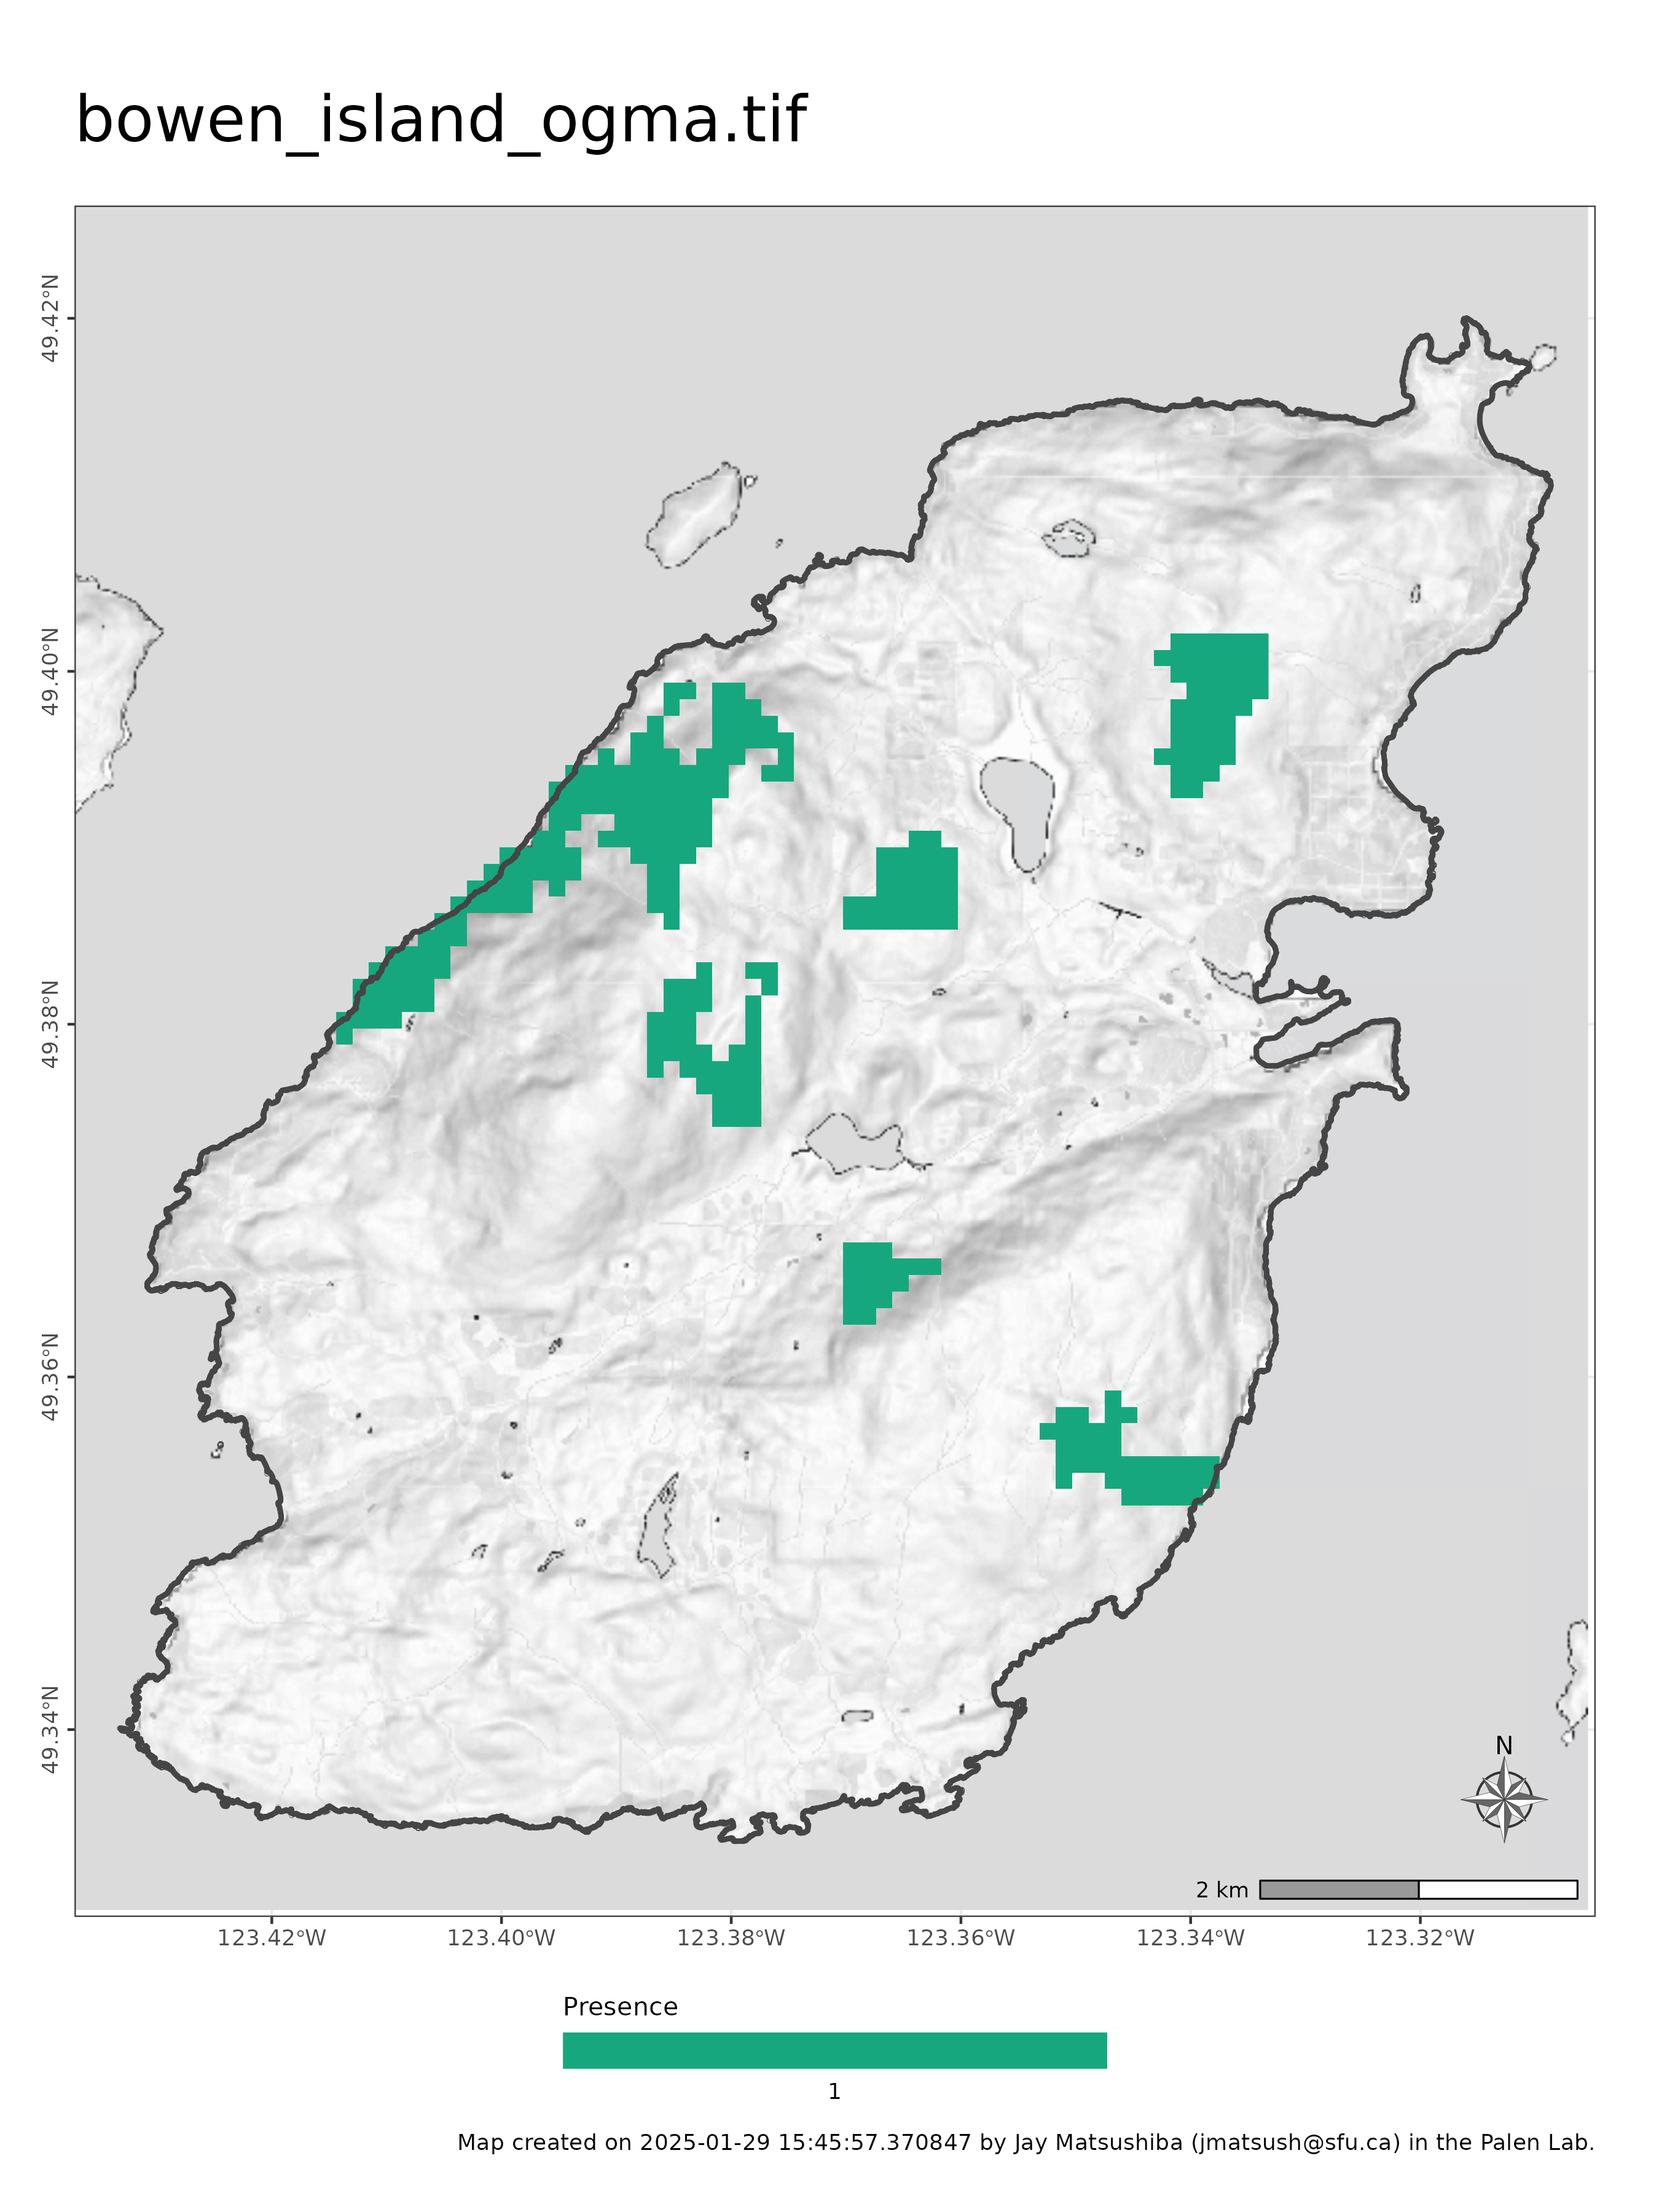 bowen_island_ogma.tif
49.42°N
49.40°N
49.38°N
49.36°N
49.34°N
N
2 km
123.42°W 123.40°W 123.38°W 123.36°W 123.34°W 123.32°W
Presence
1
Map created on 2025-01-29 15:45:57.370847 by Jay Matsushiba (jmatsush@sfu.ca) in the Palen Lab.